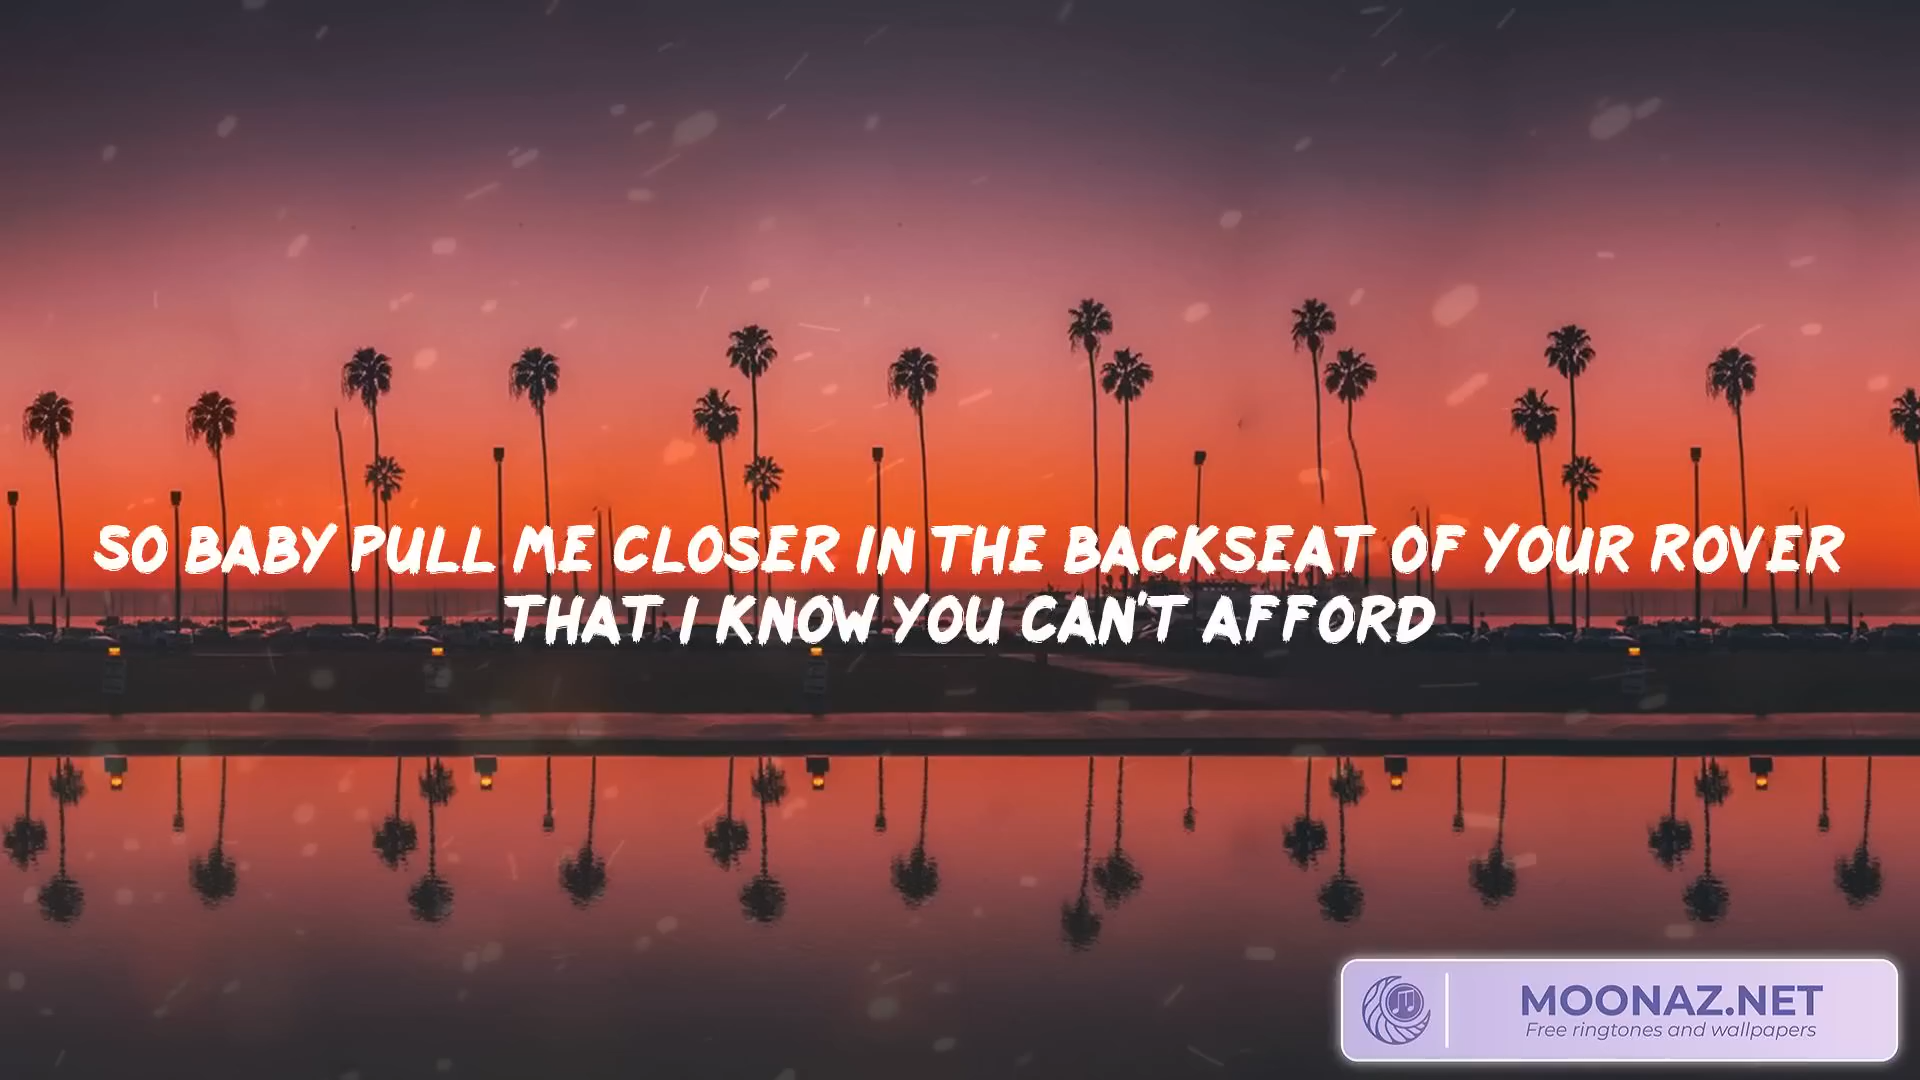 SO BABY PULL ME CLOSER IN THE BACKSEAT OF YOUR ROVER
THAT I KNOW YOU CAN'T AFFORD
MOONAZ.NET
Free ringtones and wallpapers